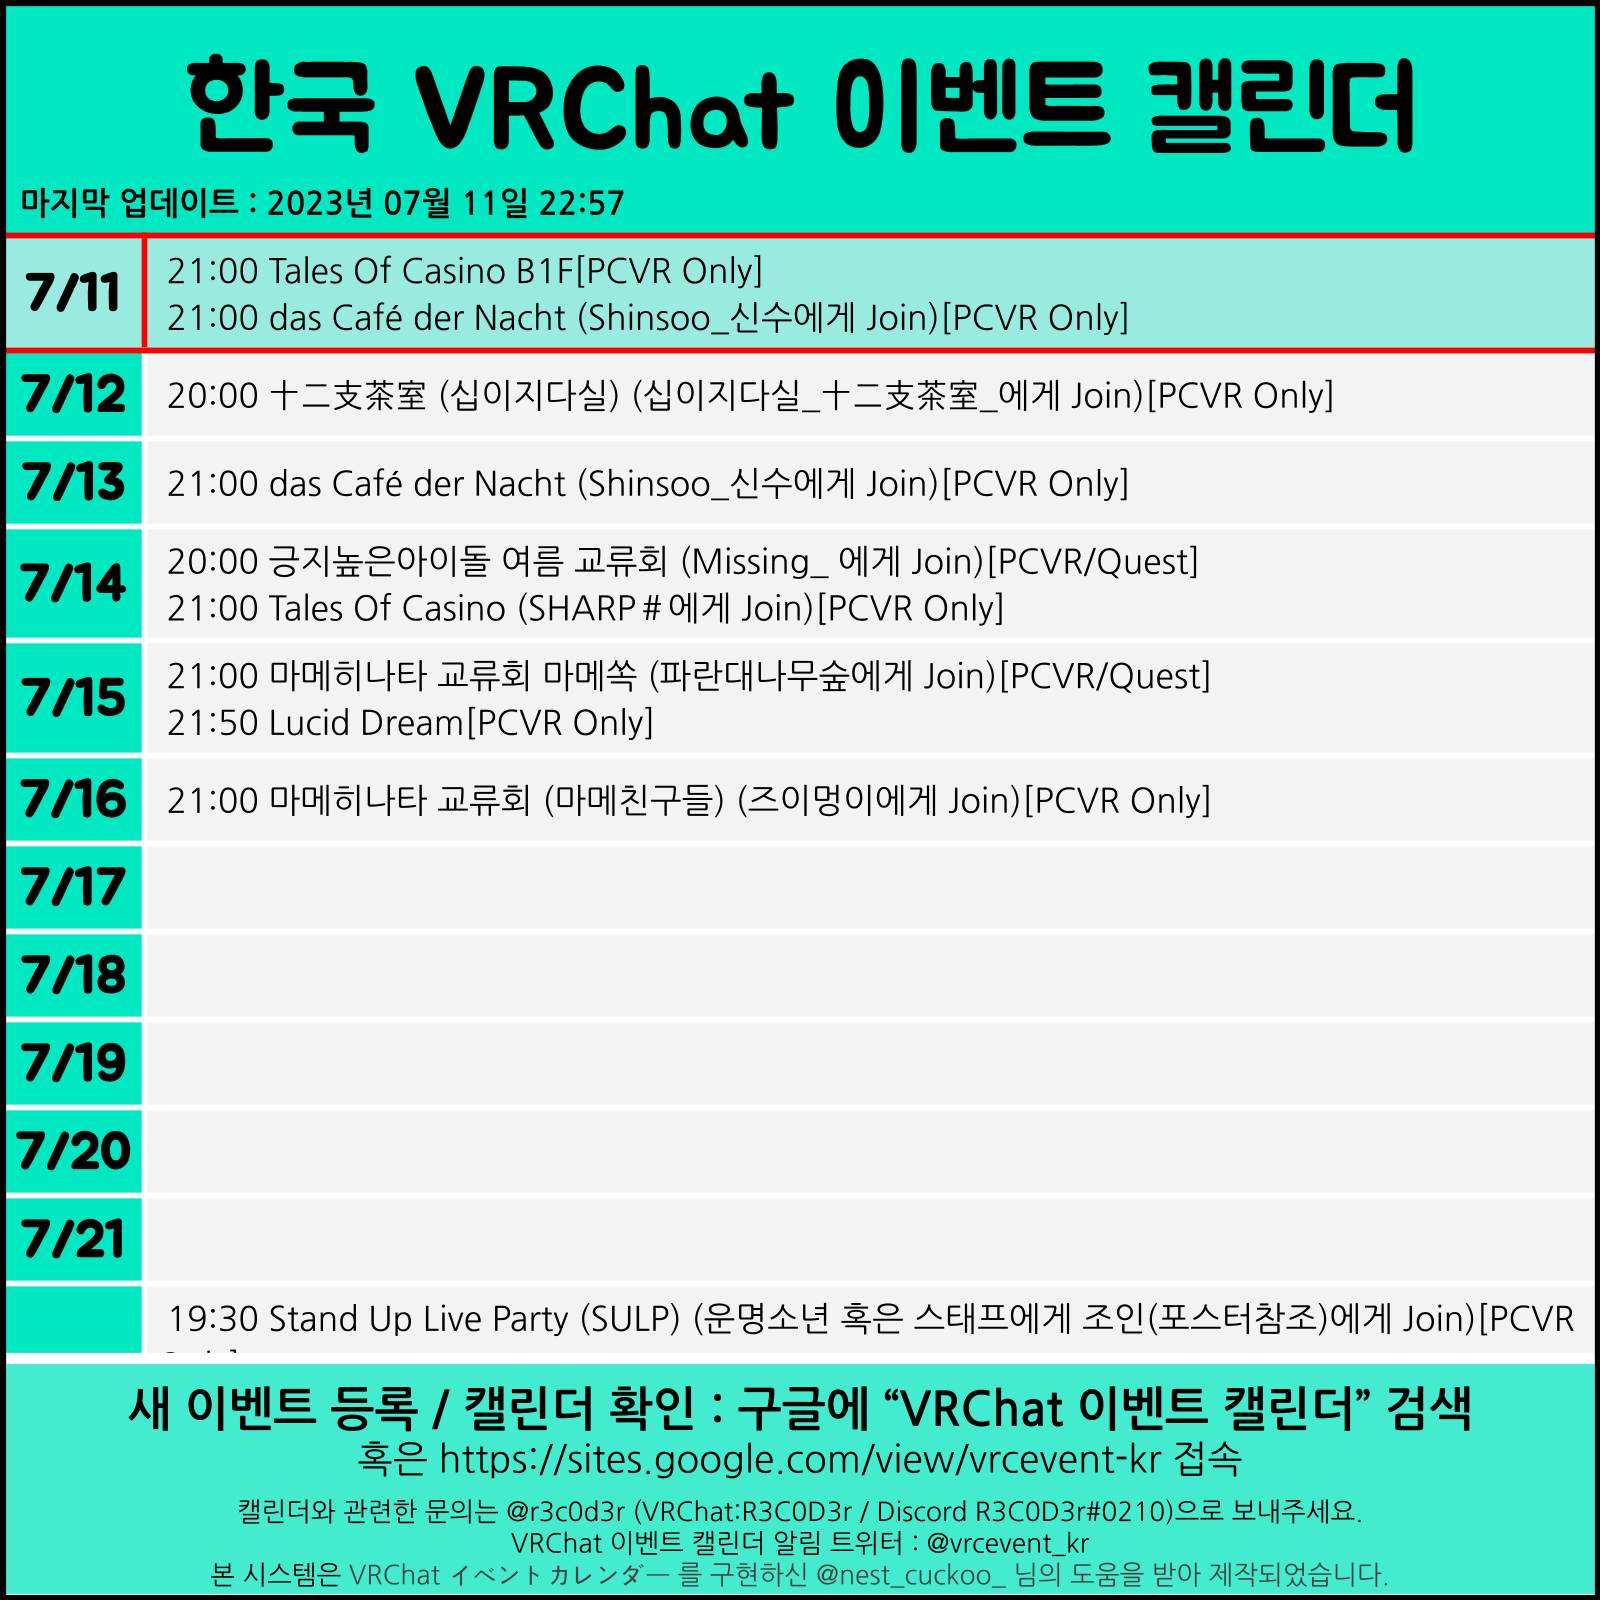 한국 VRChat 이벤트 캘린더
마지막 업데이트 : 2023년 07월 11일 22:57
7/11
21:00 Tales Of Casino B1F[PCVR Only]
21:00 das Café der Nacht (Shinsoo_신수에게 Join)[PCVR Only]
7/12
20:00 十二支茶室 (십이지다실) (십이지다실_十二支茶室_에게 Join)[PCVR Only]
7/13
21:00 das Café der Nacht (Shinsoo_신수에게 Join)[PCVR Only]
7/14
20:00 긍지높은아이돌 여름 교류회 (Missing_ 에게 Join)[PCVR/Quest]
21:00 Tales Of Casino (SHARP＃에게 Join)[PCVR Only]
7/15
21:00 마메히나타 교류회 마메쏙 (파란대나무숲에게 Join)[PCVR/Quest]
21:50 Lucid Dream[PCVR Only]
7/16
21:00 마메히나타 교류회 (마메친구들) (즈이멍이에게 Join)[PCVR Only]
7/17
7/18
7/19
7/20
7/21
19:30 Stand Up Live Party (SULP) (운명소년 혹은 스태프에게 조인(포스터참조)에게 Join)[PCVR
새 이벤트 등록 / 캘린더 확인 : 구글에 “VRChat 이벤트 캘린더” 검색
혹은 https://sites.google.com/view/vrcevent-kr 접속
캘린더와 관련한 문의는 @r3c0d3r (VRChat:R3C0D3r / Discord R3C0D3r#0210)으로 보내주세요.
VRChat 이벤트 캘린더 알림 트위터 : @vrcevent_kr
본 시스템은 VRChat イベントカレンダー 를 구현하신 @nest_cuckoo_ 님의 도움을 받아 제작되었습니다.